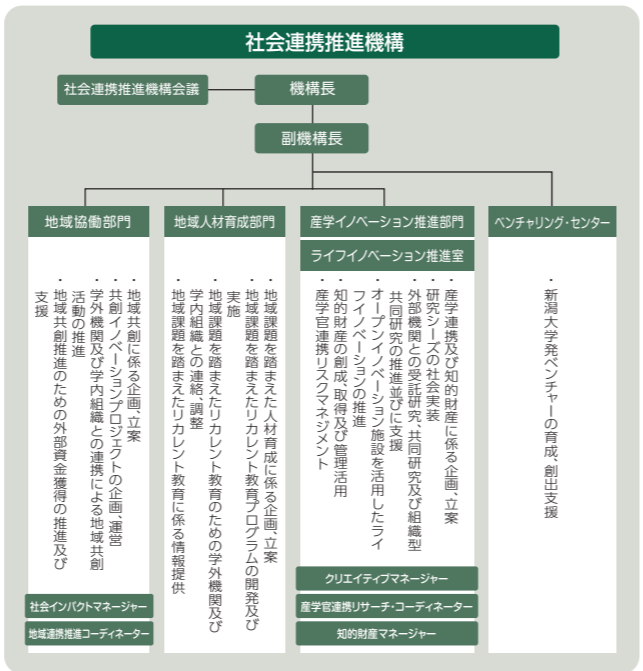 社会連携推進機構
社会連携推進機構会議
機構長
副機構長
地域協働部門
・地域共創に係る企画、立案
・共創イノベーションプロジェクトの企画、運営
・学外機関及び学内組織との連携による地域共創
活動の推進
・地域共創推進のための外部資金獲得の推進及び
支援
社会インパクトマネージャー
地域連携推進コーディネーター
地域人材育成部門
・地域課題を踏まえた人材育成に係る企画、立案
・地域課題を踏まえたリカレント教育プログラムの開発及び
実施
・地域課題を踏まえたリカレント教育のための学外機関及び
学内組織との連絡、調整
・地域課題を踏まえたリカレント教育に係る情報提供
産学イノベーション推進部門
ライフイノベーション推進室
・産学連携及び知的財産に係る企画、立案
・研究シーズの社会実装
・外部機関との受託研究、共同研究及び組織型
共同研究の推進並びに支援
・オープンイノベーション施設を活用したライ
フイノベーションの推進
・知的財産の創成、取得及び管理活用
・産学官連携リスクマネジメント
クリエイティブマネージャー
産学官連携リサーチ・コーディネーター
知的財産マネージャー
ベンチャリング・センター
・新潟大学発ベンチャーの育成、創出支援